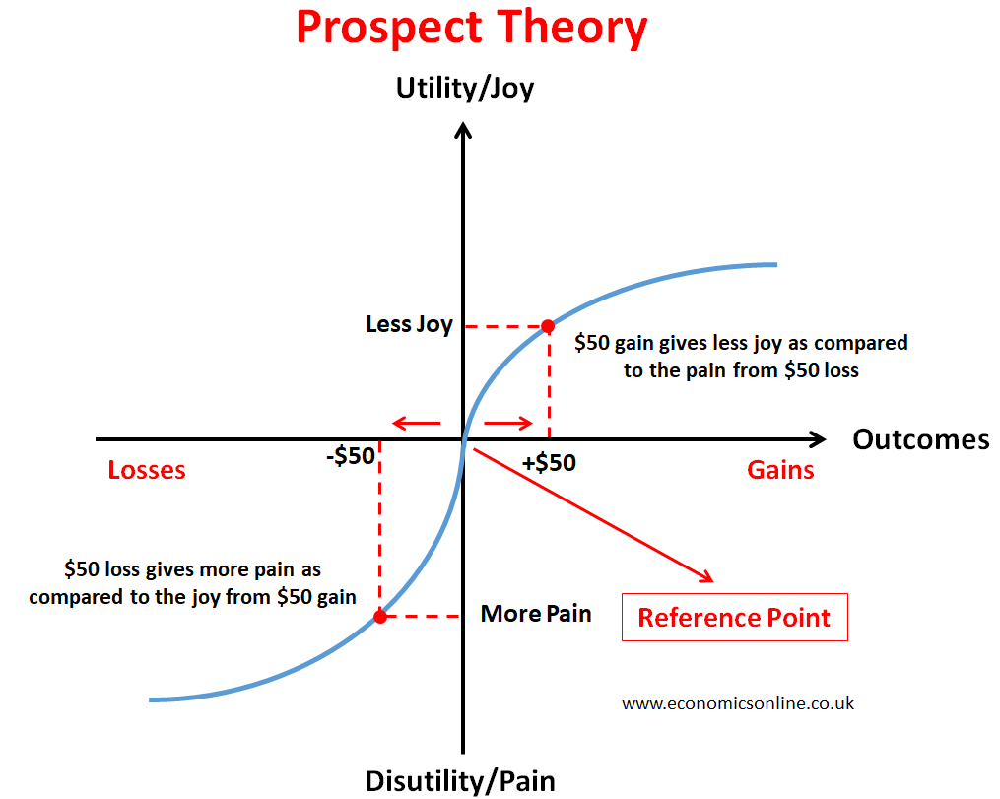 Prospect Theory
Utility/Joy
Less Joy
$50 gain gives less joy as compared
to the pain from $50 loss
Outcomes
-$50
+$50
Losses
Gains
$50 loss gives more pain as
compared to the joy from $50 gain
More Pain
Reference Point
www.economicsonline.co.uk
Disutility/Pain